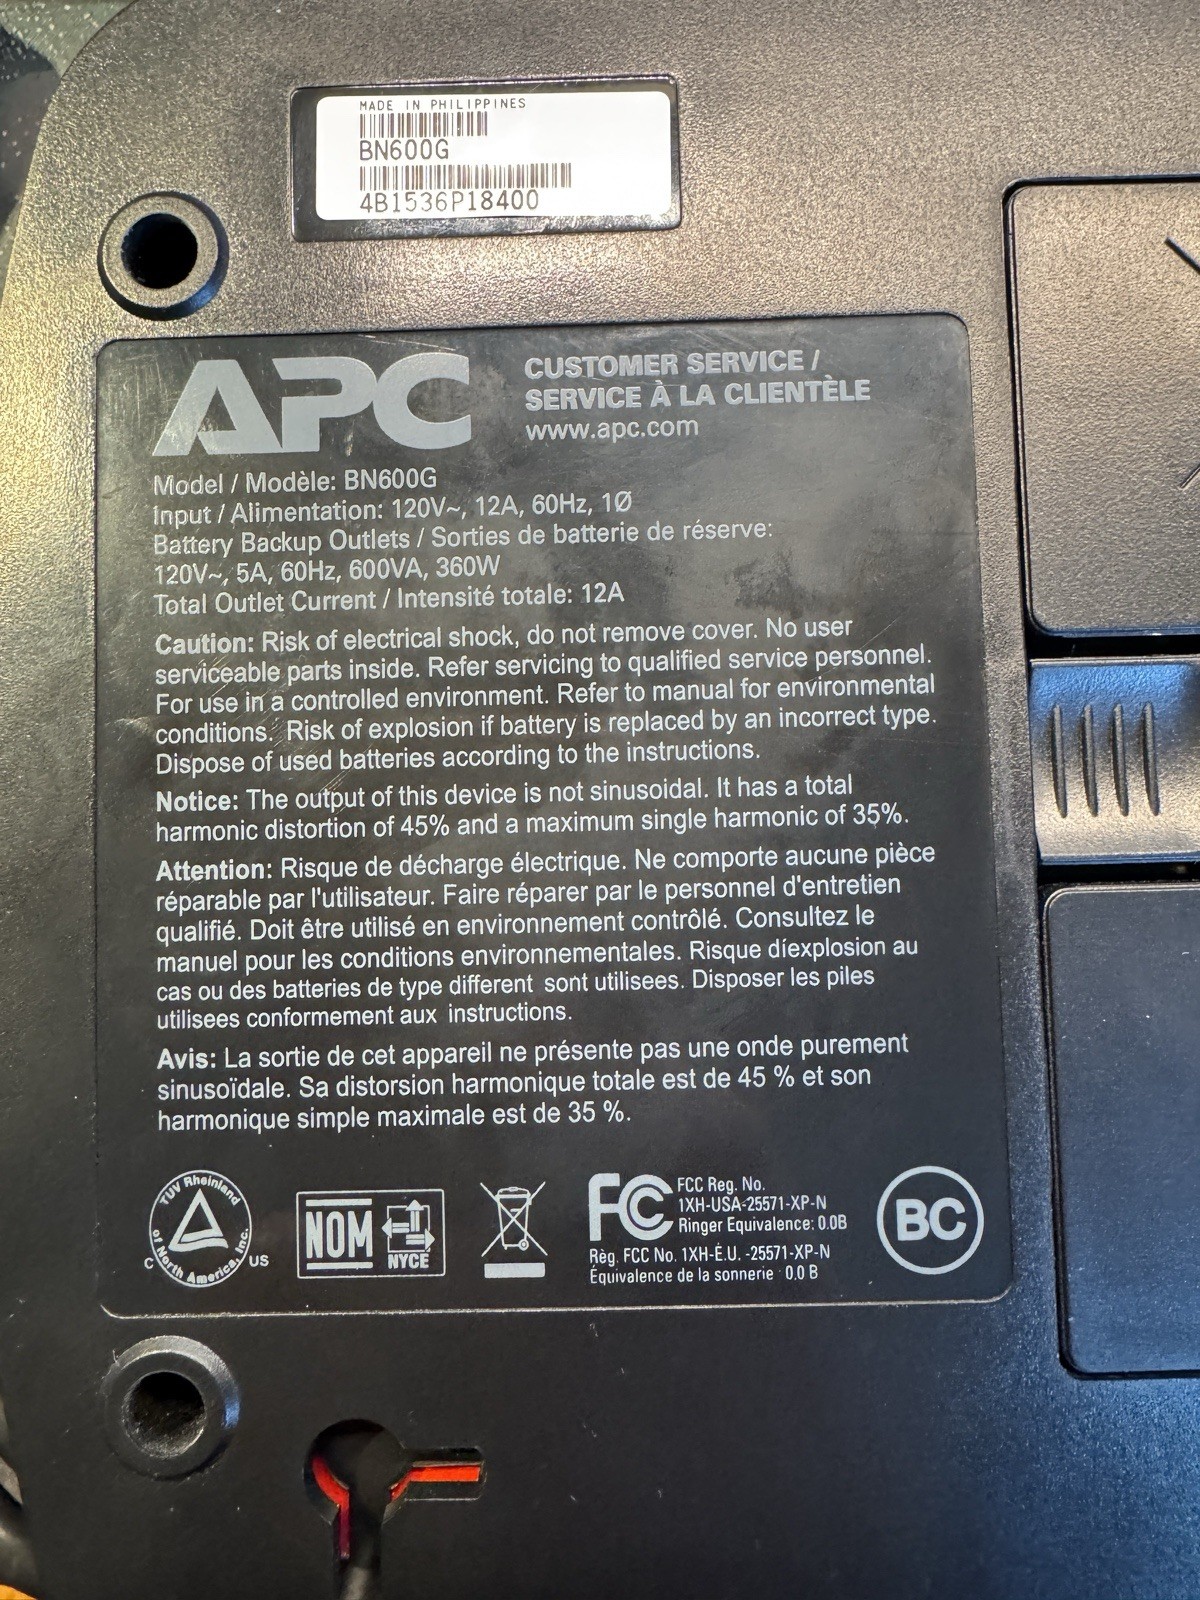 MADE IN PHILIPPINES
BN600G
4B1536P18400
APC
CUSTOMER SERVICE /
SERVICE À LA CLIENTÈLE
www.apc.com
Model / Modèle: BN600G
Input / Alimentation: 120V~, 12A, 60Hz, 1Ø
Battery Backup Outlets / Sorties de batterie de réserve:
120V~, 5A, 60Hz, 600VA, 360W
Total Outlet Current / Intensité totale: 12A
Caution: Risk of electrical shock, do not remove cover. No user
serviceable parts inside. Refer servicing to qualified service personnel.
For use in a controlled environment. Refer to manual for environmental
conditions. Risk of explosion if battery is replaced by an incorrect type.
Dispose of used batteries according to the instructions.
Notice: The output of this device is not sinusoidal. It has a total
harmonic distortion of 45% and a maximum single harmonic of 35%.
Attention: Risque de décharge électrique. Ne comporte aucune pièce
réparable par l'utilisateur. Faire réparer par le personnel d'entretien
qualifié. Doit être utilisé en environnement contrôlé. Consultez le
manuel pour les conditions environnementales. Risque díexplosion au
cas ou des batteries de type different sont utilisees. Disposer les piles
utilisees conformement aux instructions.
Avis: La sortie de cet appareil ne présente pas une onde purement
sinusoïdale. Sa distorsion harmonique totale est de 45 % et son
harmonique simple maximale est de 35 %.
TUV Rheinland
of North America, Inc.
C US
NOM
NYCE
FC
FCC Reg. No.
1XH-USA-25571-XP-N
Ringer Equivalence: 0.0B
Règ. FCC No. 1XH-É.U. -25571-XP-N
Équivalence de la sonnerie : 0.0 B
BC